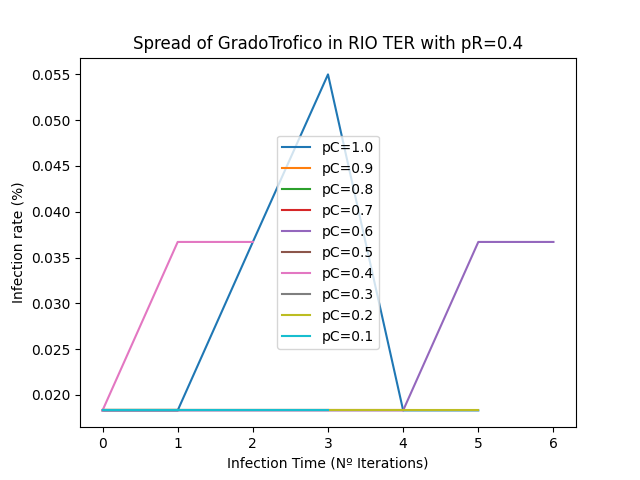 Spread of GradoTrofico in RIO TER with pR=0.4
Infection rate (%)
0.055
0.050
0.045
0.040
0.035
0.030
0.025
0.020
pC=1.0
pC=0.9
pC=0.8
pC=0.7
pC=0.6
pC=0.5
pC=0.4
pC=0.3
pC=0.2
pC=0.1
0 1 2 3 4 5 6
Infection Time (Nº Iterations)